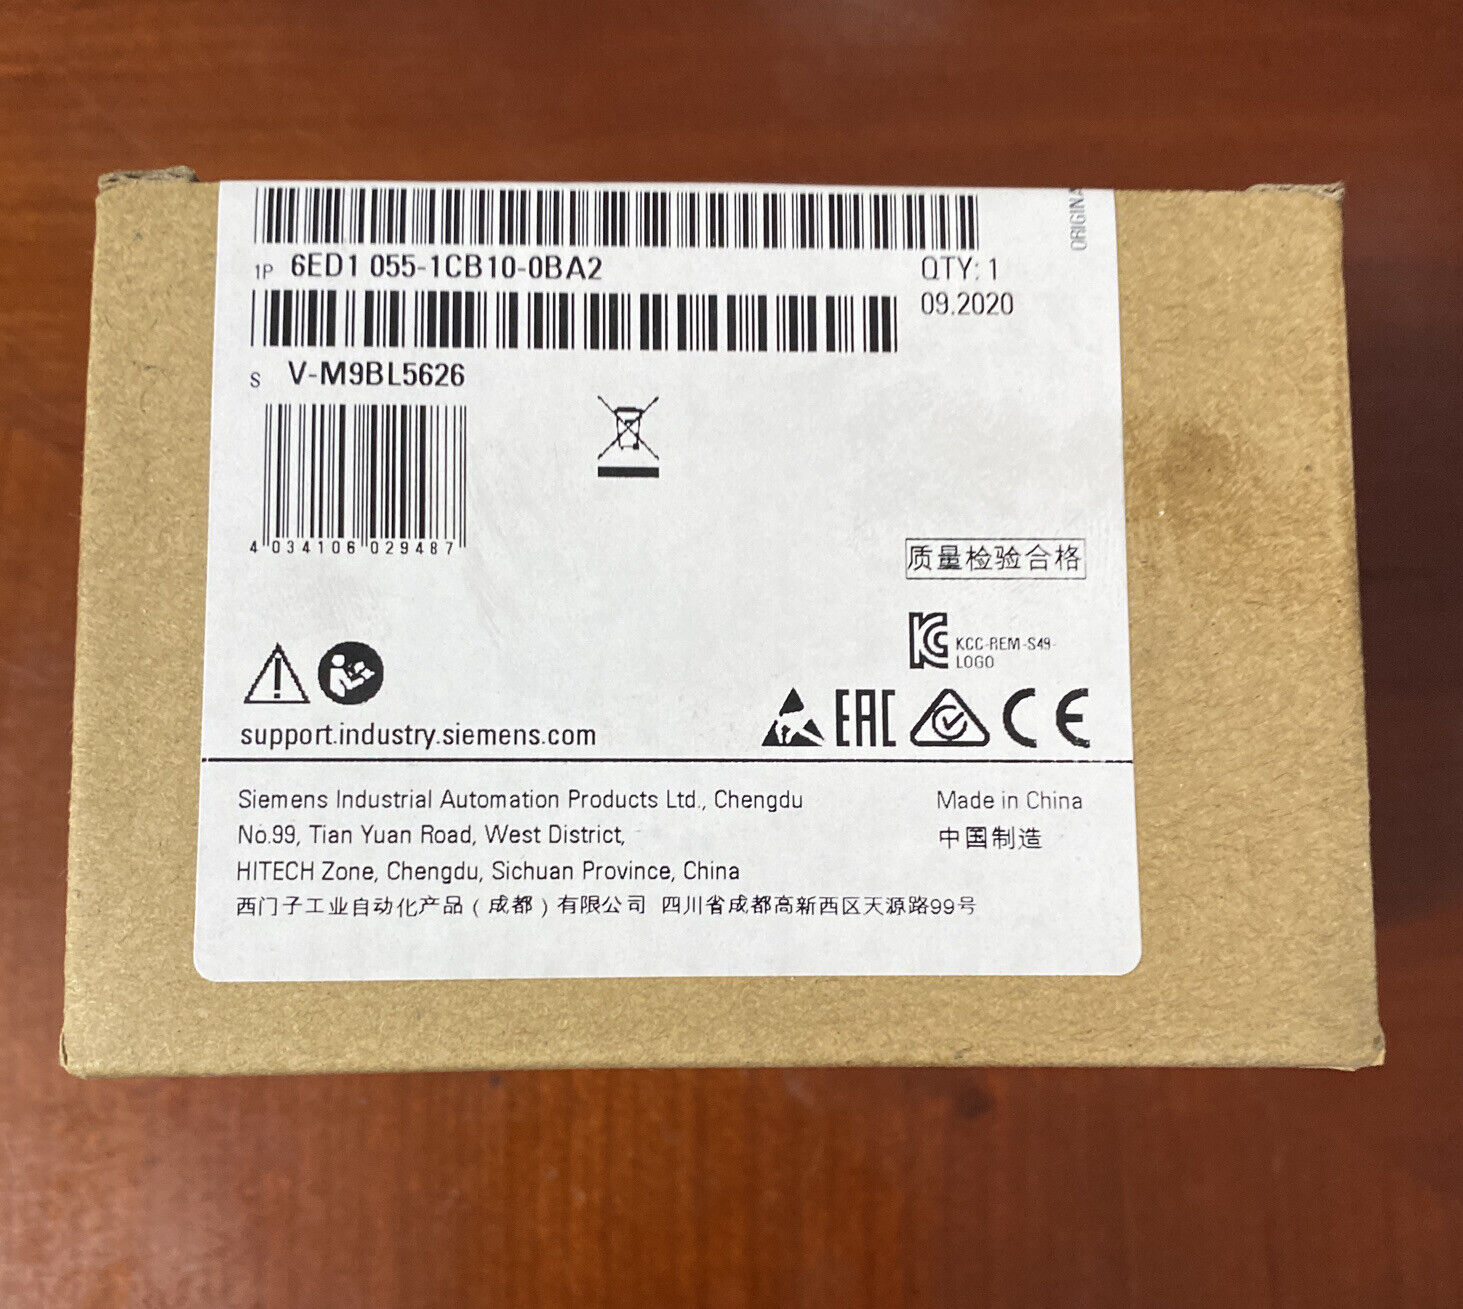 1P 6ED1 055-1CB10-0BA2
QTY: 1
09.2020
S V-M9BL5626
4 034106 029487
质量检验合格
KCC-REM-S49-
LOGO
EAC
CE
support.industry.siemens.com
Siemens Industrial Automation Products Ltd., Chengdu
No.99, Tian Yuan Road, West District,
HITECH Zone, Chengdu, Sichuan Province, China
西门子工业自动化产品(成都)有限公司 四川省成都高新西区天源路99号
Made in China
中国制造